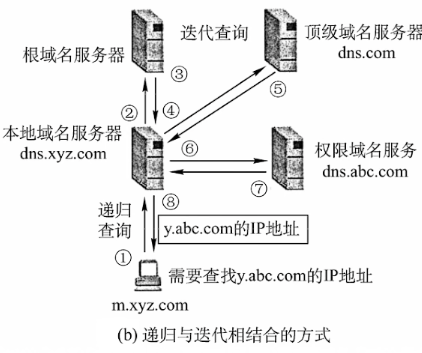 迭代查询
顶级域名服务器
dns.com
根域名服务器
③
②
④
⑤
本地域名服务器
dns.xyz.com
⑥
权限域名服务
dns.abc.com
⑦
⑧
递归
查询
y.abc.com的IP地址
①
需要查找y.abc.com的IP地址
m.xyz.com
(b) 递归与迭代相结合的方式